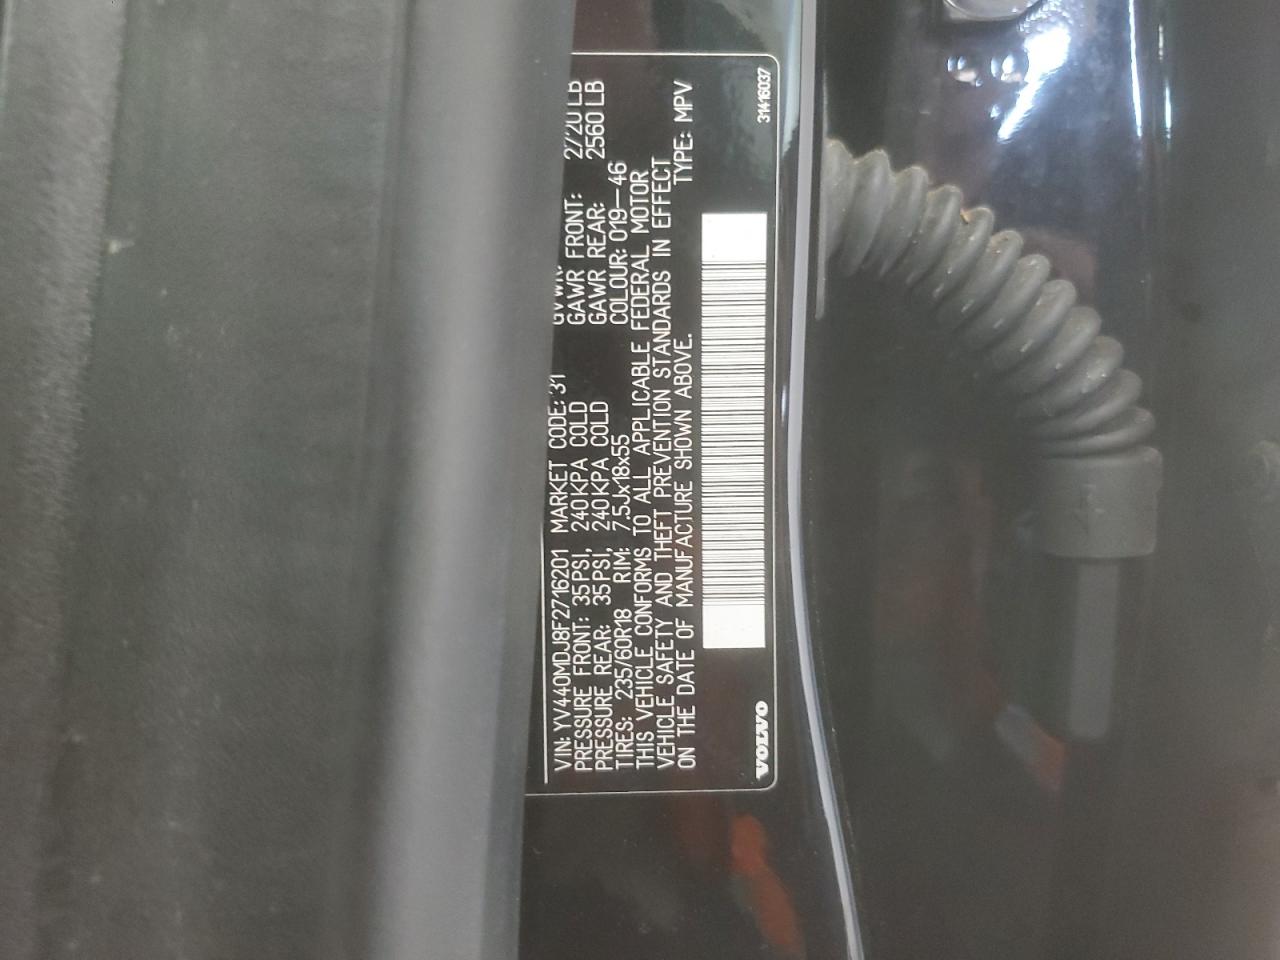 VIN: YV440MDJ8F2716201 MARKET CODE: 31
PRESSURE FRONT: 35PSI, 240KPA COLD GAWR FRONT: 2720 LB
PRESSURE REAR: 35PSI, 240KPA COLD GAWR REAR: 2560 LB
TIRES: 235/60R18 RIM: 7.5Jx18x55 COLOUR: 019-46
THIS VEHICLE CONFORMS TO ALL APPLICABLE FEDERAL MOTOR
VEHICLE SAFETY AND THEFT PREVENTION STANDARDS IN EFFECT
ON THE DATE OF MANUFACTURE SHOWN ABOVE. TYPE: MPV
VOLVO 31416037